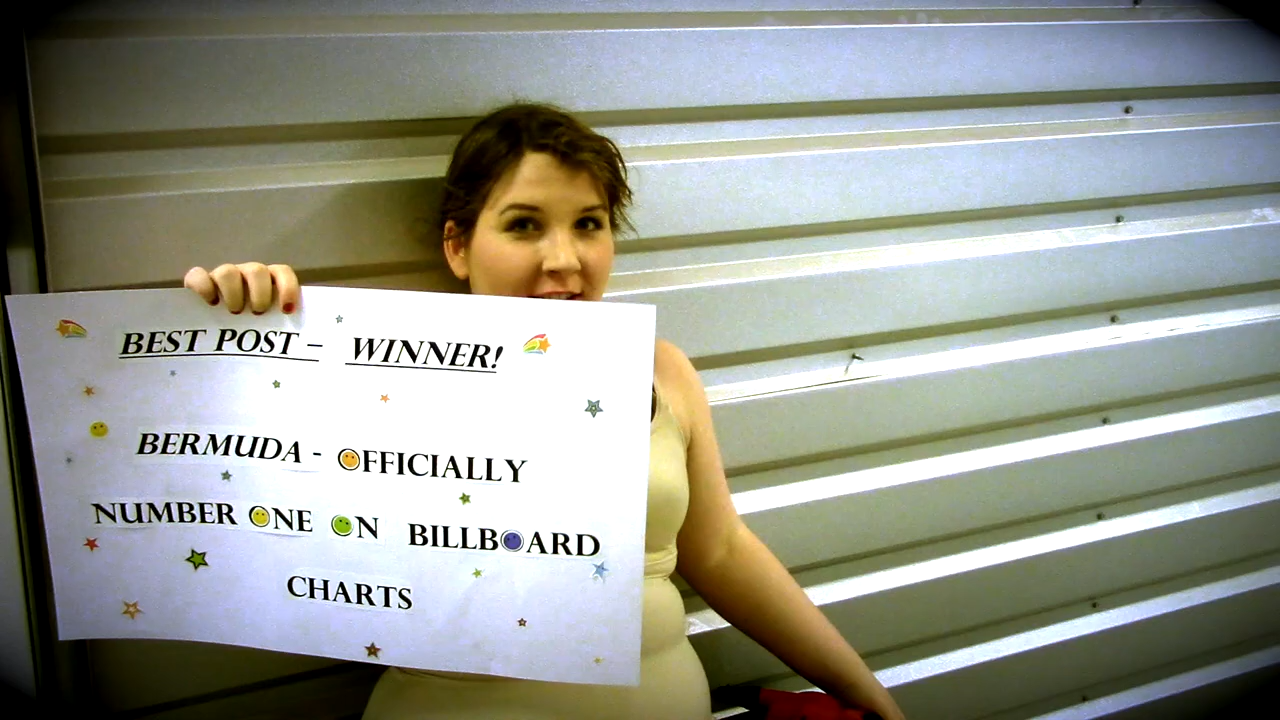 BEST POST – WINNER!
BERMUDA - OFFICIALLY
NUMBER ONE ON BILLBOARD
CHARTS